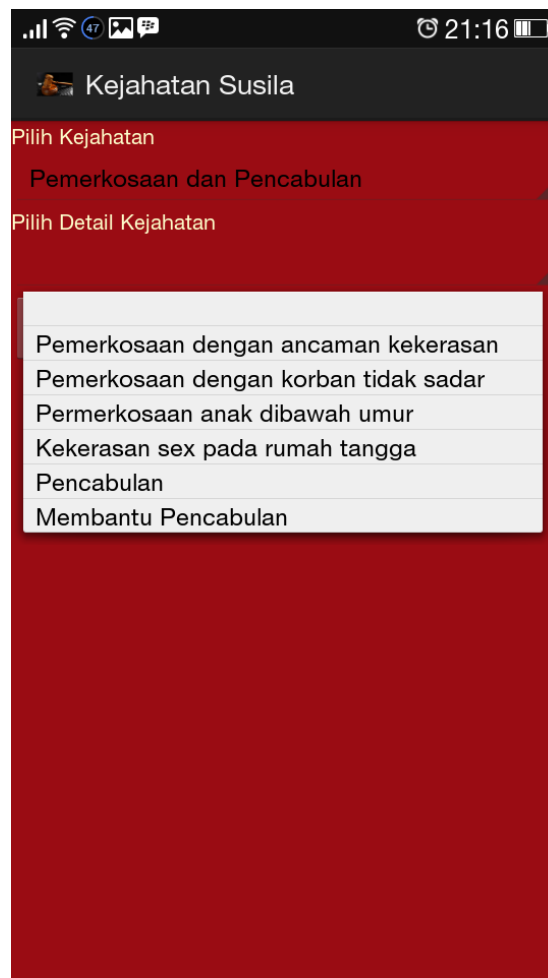 47
21:16
Kejahatan Susila
Pilih Kejahatan
Pemerkosaan dan Pencabulan
Pilih Detail Kejahatan
Pemerkosaan dengan ancaman kekerasan
Pemerkosaan dengan korban tidak sadar
Permerkosaan anak dibawah umur
Kekerasan sex pada rumah tangga
Pencabulan
Membantu Pencabulan